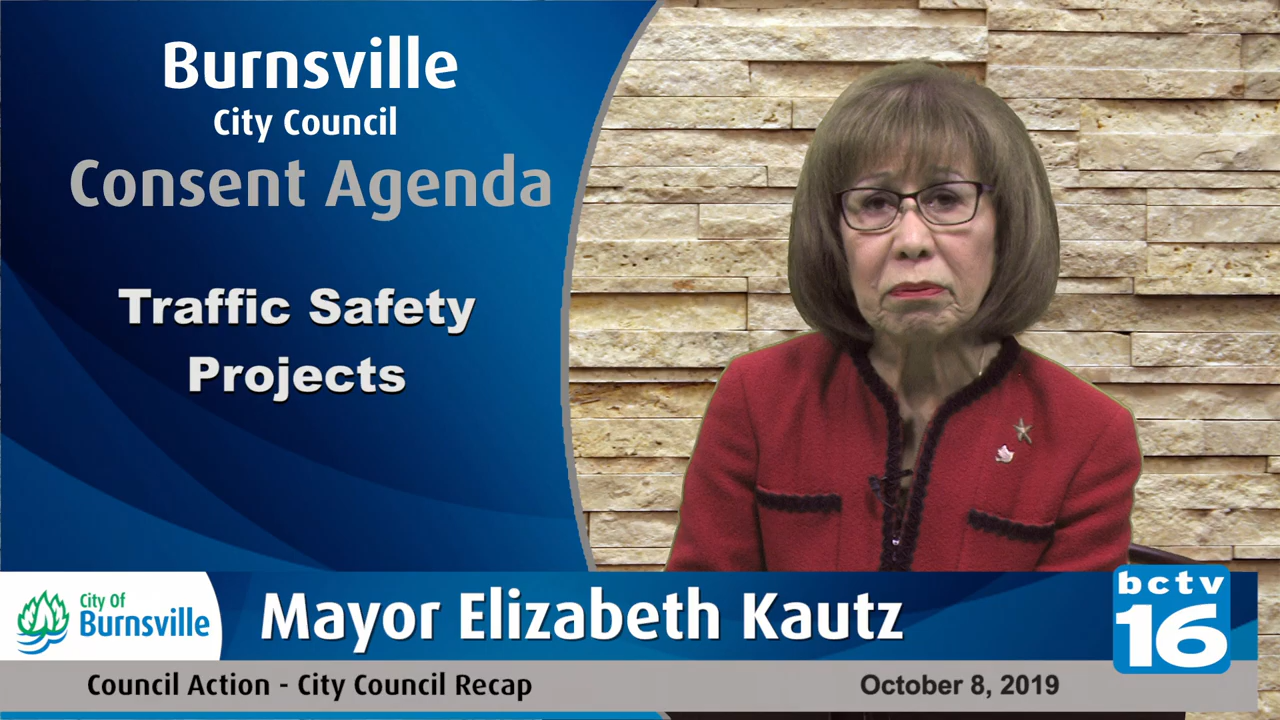 Burnsville
City Council
Consent Agenda
Traffic Safety
Projects
City Of
Burnsville
Mayor Elizabeth Kautz
bctv
16
Council Action - City Council Recap
October 8, 2019